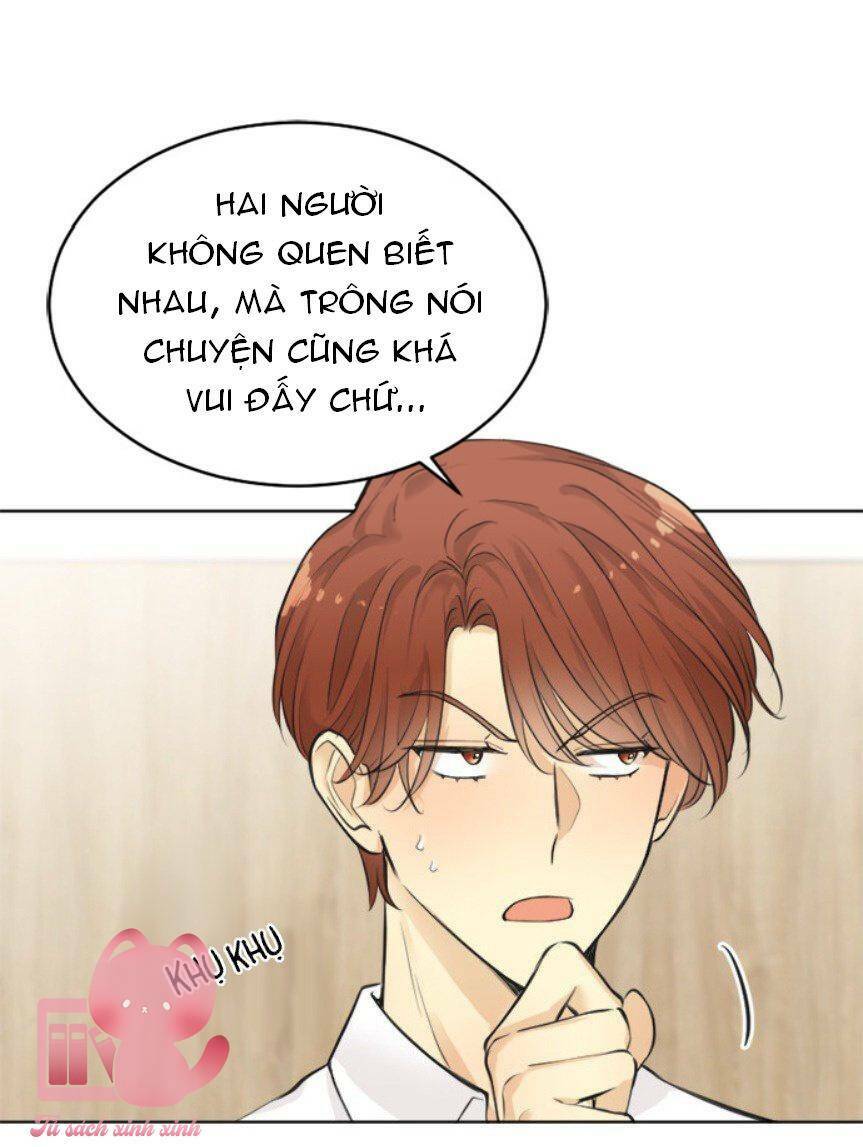 HAI NGƯỜI
KHÔNG QUEN BIẾT
NHAU, MÀ TRÔNG NÓI
CHUYỆN CŨNG KHÁ
VUI ĐẤY CHỨ...
KHỤ KHỤ
Tủ sách xinh xinh